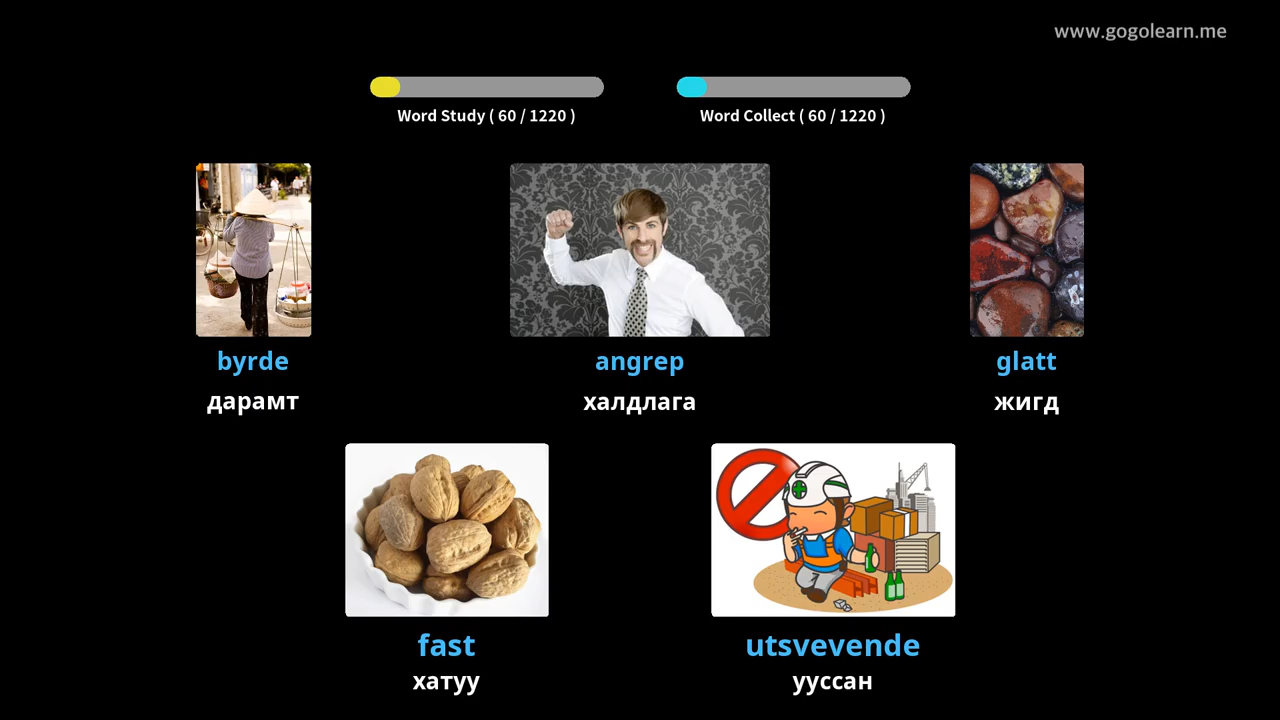 www.gogolearn.me
Word Study ( 60 / 1220 )
Word Collect ( 60 / 1220 )
byrde
angrep
glatt
дарамт
халдлага
жигд
fast
utsvevende
хатуу
ууссан